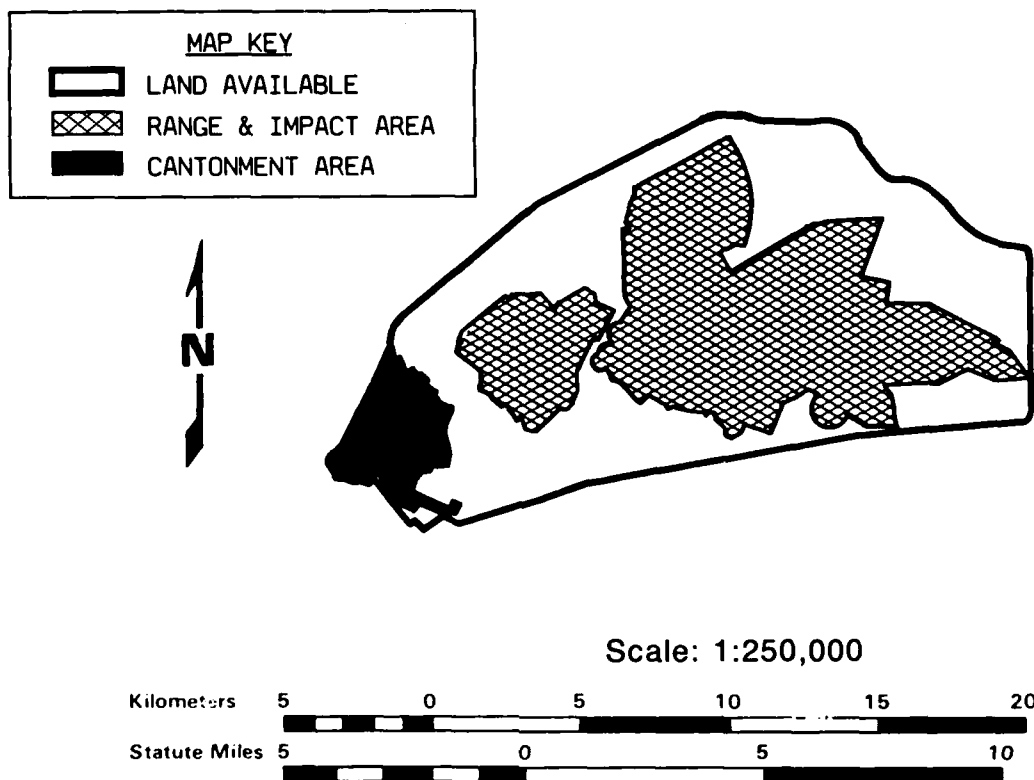 MAP KEY
LAND AVAILABLE
RANGE & IMPACT AREA
CANTONMENT AREA
N
Scale: 1:250,000
Kilometers 5 0 5 10 15 20
Statute Miles 5 0 5 10